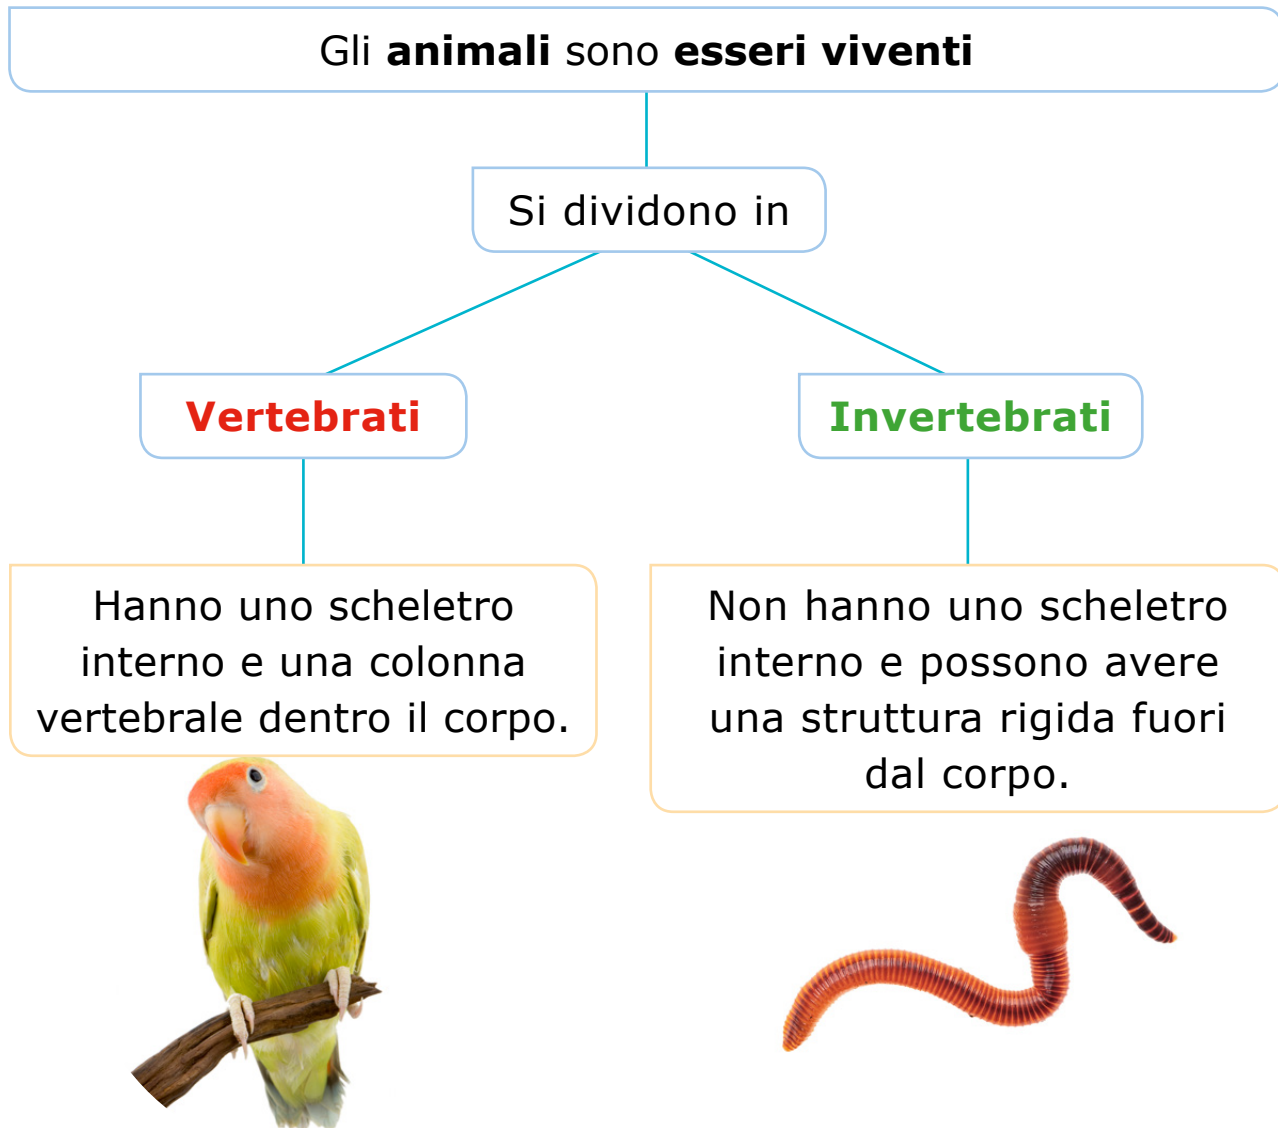 Gli animali sono esseri viventi
Si dividono in
Vertebrati
Invertebrati
Hanno uno scheletro
interno e una colonna
vertebrale dentro il corpo.
Non hanno uno scheletro
interno e possono avere
una struttura rigida fuori
dal corpo.